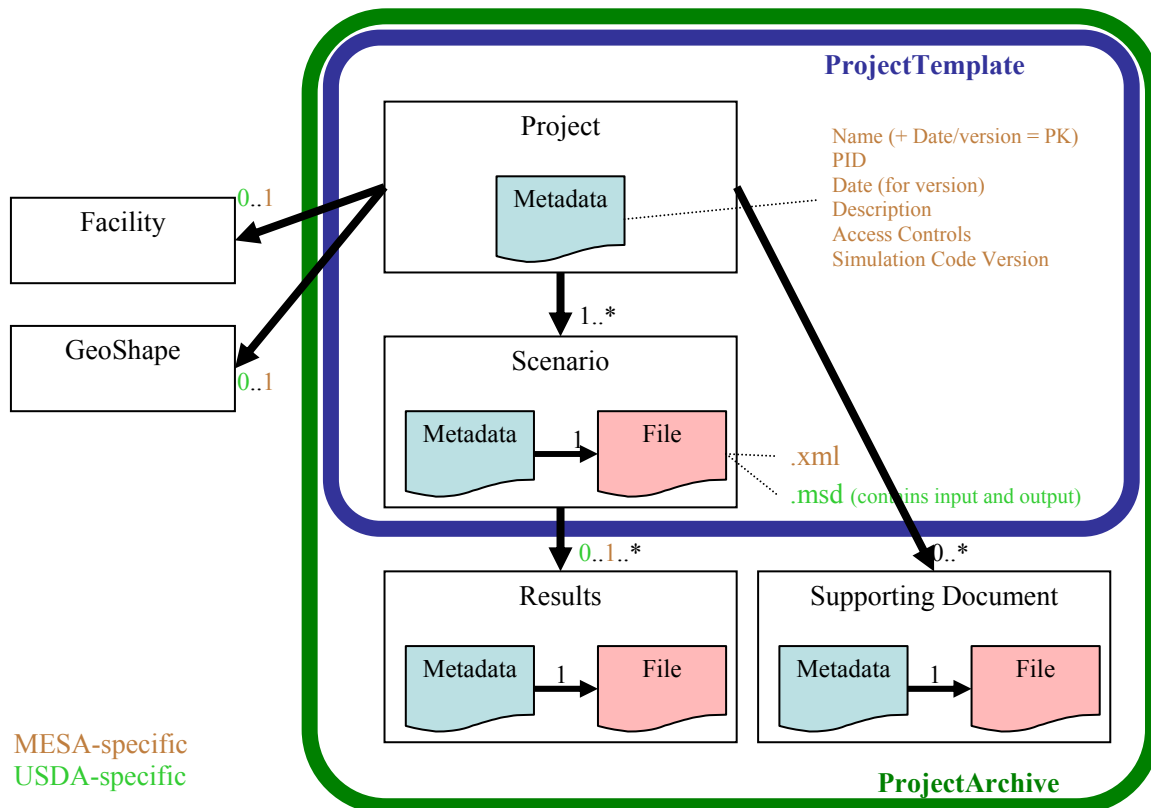 ProjectTemplate
Project
Metadata
Name (+ Date/version = PK)
PID
Date (for version)
Description
Access Controls
Simulation Code Version
0..1
Facility
GeoShape
0..1
1..*
Scenario
Metadata
1
File
.xml
.msd (contains input and output)
0..1..*
0..*
Results
Metadata
1
File
Supporting Document
Metadata
1
File
MESA-specific
USDA-specific
ProjectArchive